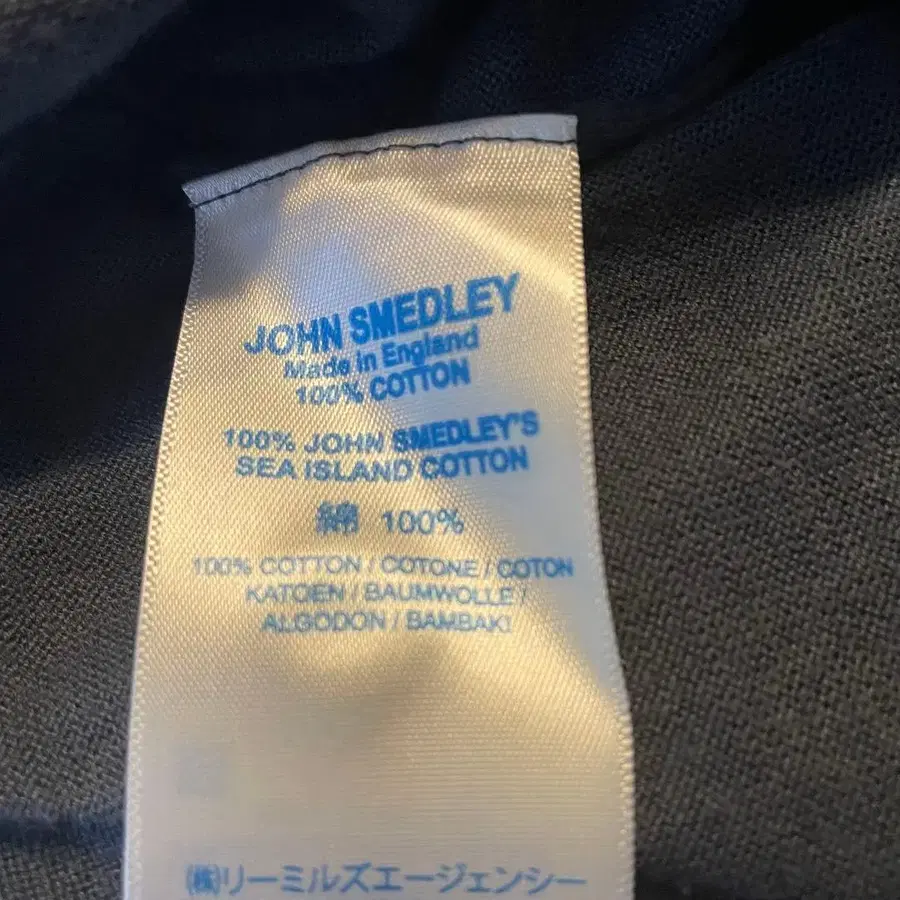 JOHN SMEDLEY
Made in England
100% COTTON
100% JOHN SMEDLEY'S
SEA ISLAND COTTON
綿 100%
100% COTTON / COTONE / COTON
KATOEN / BAUMWOLLE /
ALGODON / BAMBAKI
㈱リーミルズエージェンシー